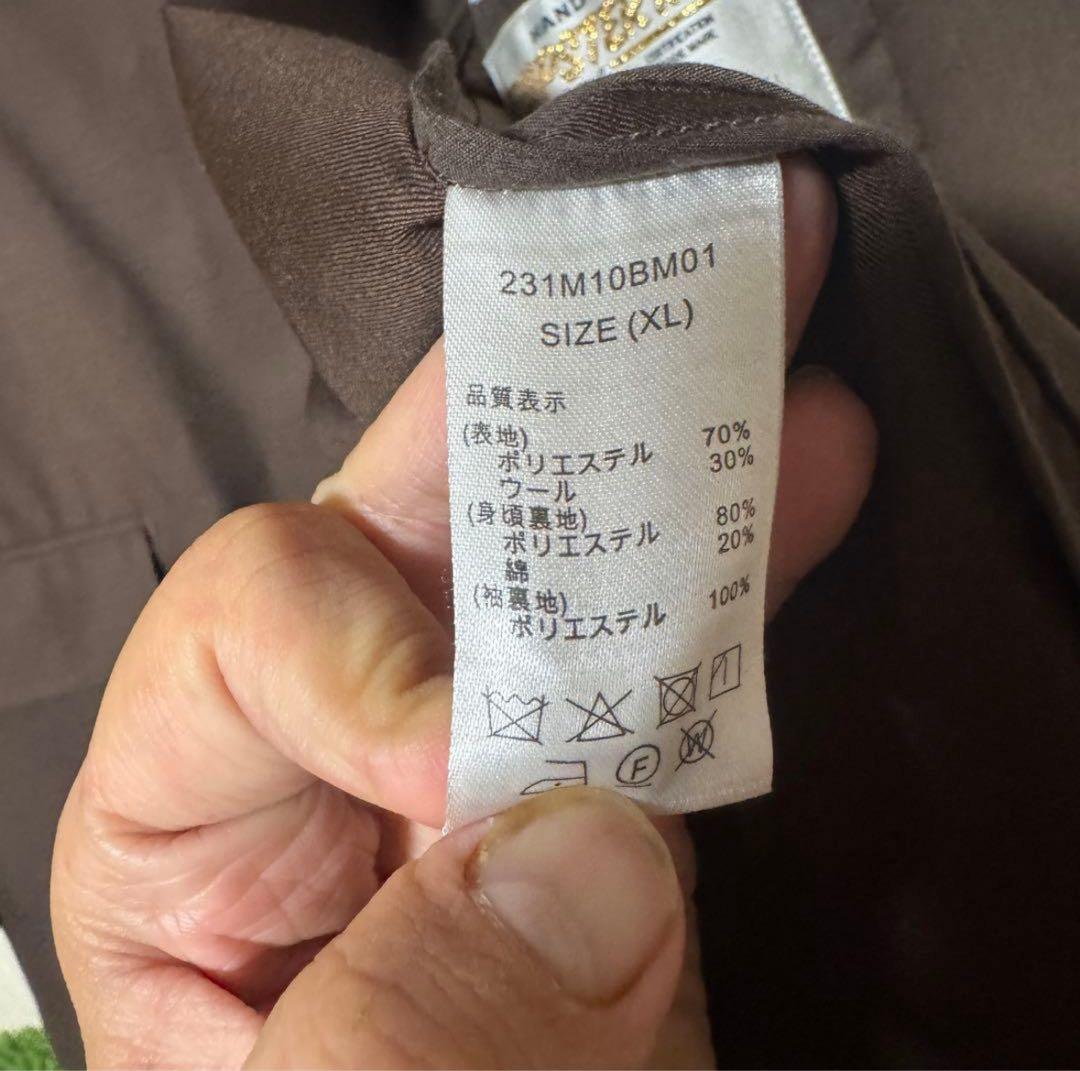 HAND
231M10BM01
SIZE (XL)
品質表示
(表地)
ポリエステル 70%
ウール 30%
(身頃裏地)
ポリエステル 80%
綿 20%
(袖裏地)
ポリエステル 100%
F
W